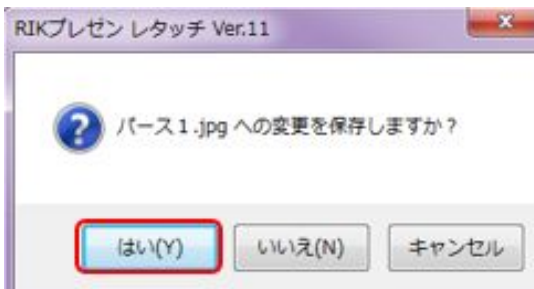 RIKプレゼン レタッチ Ver.11
パース1.jpg への変更を保存しますか?
はい(Y) いいえ(N) キャンセル